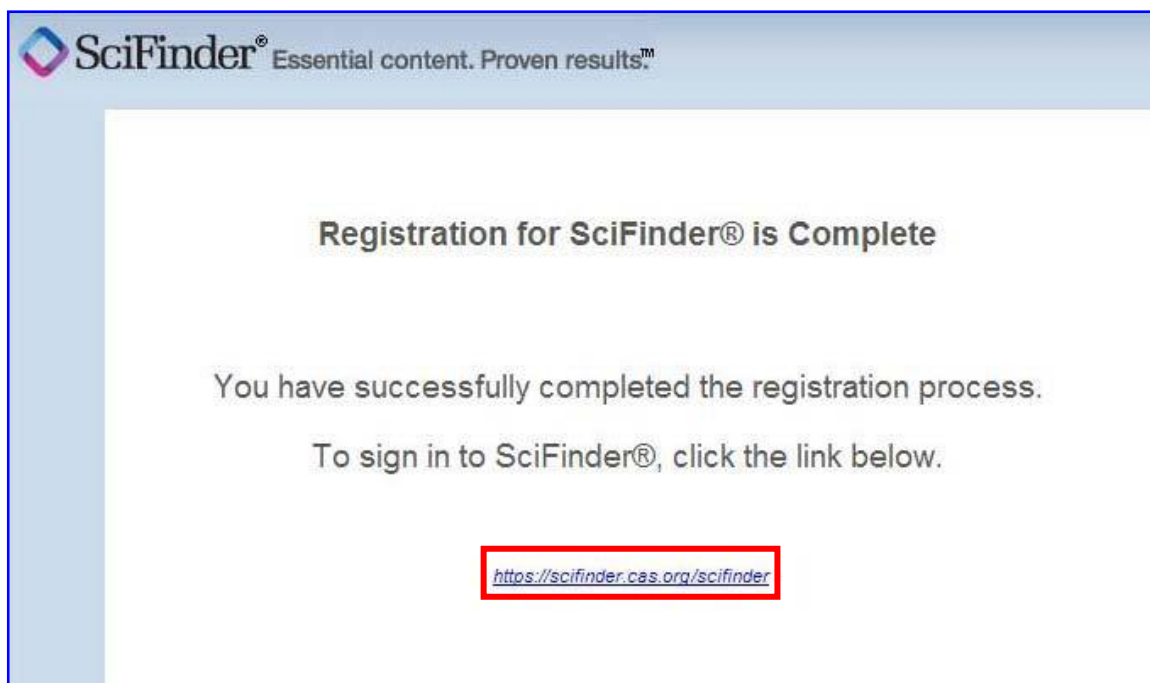 SciFinder® Essential content. Proven results.™
Registration for SciFinder® is Complete
You have successfully completed the registration process.
To sign in to SciFinder®, click the link below.
https://scifinder.cas.org/scifinder